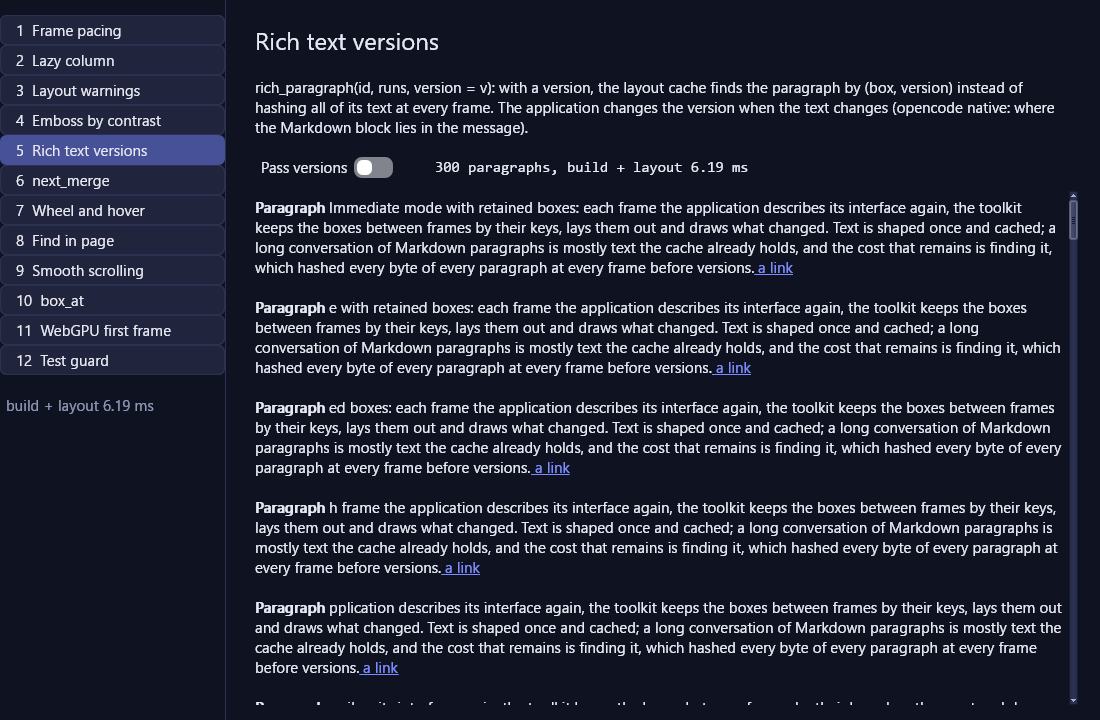 1 Frame pacing
2 Lazy column
3 Layout warnings
4 Emboss by contrast
5 Rich text versions
6 next_merge
7 Wheel and hover
8 Find in page
9 Smooth scrolling
10 box_at
11 WebGPU first frame
12 Test guard
build + layout 6.19 ms
Rich text versions
rich_paragraph(id, runs, version = v): with a version, the layout cache finds the paragraph by (box, version) instead of
hashing all of its text at every frame. The application changes the version when the text changes (opencode native: where
the Markdown block lies in the message).
Pass versions
300 paragraphs, build + layout 6.19 ms
Paragraph Immediate mode with retained boxes: each frame the application describes its interface again, the toolkit
keeps the boxes between frames by their keys, lays them out and draws what changed. Text is shaped once and cached; a
long conversation of Markdown paragraphs is mostly text the cache already holds, and the cost that remains is finding it,
which hashed every byte of every paragraph at every frame before versions. a link
Paragraph e with retained boxes: each frame the application describes its interface again, the toolkit keeps the boxes
between frames by their keys, lays them out and draws what changed. Text is shaped once and cached; a long
conversation of Markdown paragraphs is mostly text the cache already holds, and the cost that remains is finding it, which
hashed every byte of every paragraph at every frame before versions. a link
Paragraph ed boxes: each frame the application describes its interface again, the toolkit keeps the boxes between frames
by their keys, lays them out and draws what changed. Text is shaped once and cached; a long conversation of Markdown
paragraphs is mostly text the cache already holds, and the cost that remains is finding it, which hashed every byte of every
paragraph at every frame before versions. a link
Paragraph h frame the application describes its interface again, the toolkit keeps the boxes between frames by their keys,
lays them out and draws what changed. Text is shaped once and cached; a long conversation of Markdown paragraphs is
mostly text the cache already holds, and the cost that remains is finding it, which hashed every byte of every paragraph at
every frame before versions. a link
Paragraph pplication describes its interface again, the toolkit keeps the boxes between frames by their keys, lays them out
and draws what changed. Text is shaped once and cached; a long conversation of Markdown paragraphs is mostly text the
cache already holds, and the cost that remains is finding it, which hashed every byte of every paragraph at every frame
before versions. a link